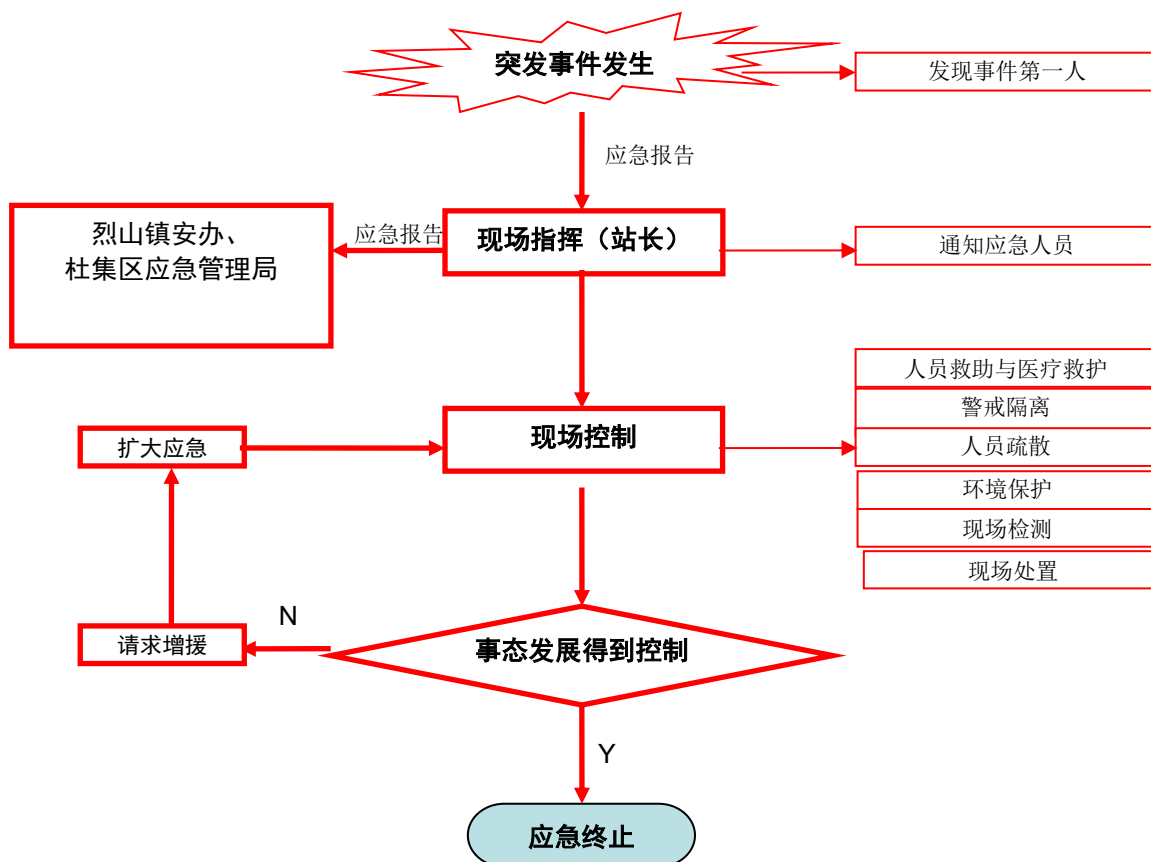 突发事件发生
发现事件第一人
应急报告
烈山镇安办、
杜集区应急管理局
应急报告
现场指挥（站长）
通知应急人员
人员救助与医疗救护
警戒隔离
扩大应急
现场控制
人员疏散
环境保护
现场检测
现场处置
N
请求增援
事态发展得到控制
Y
应急终止